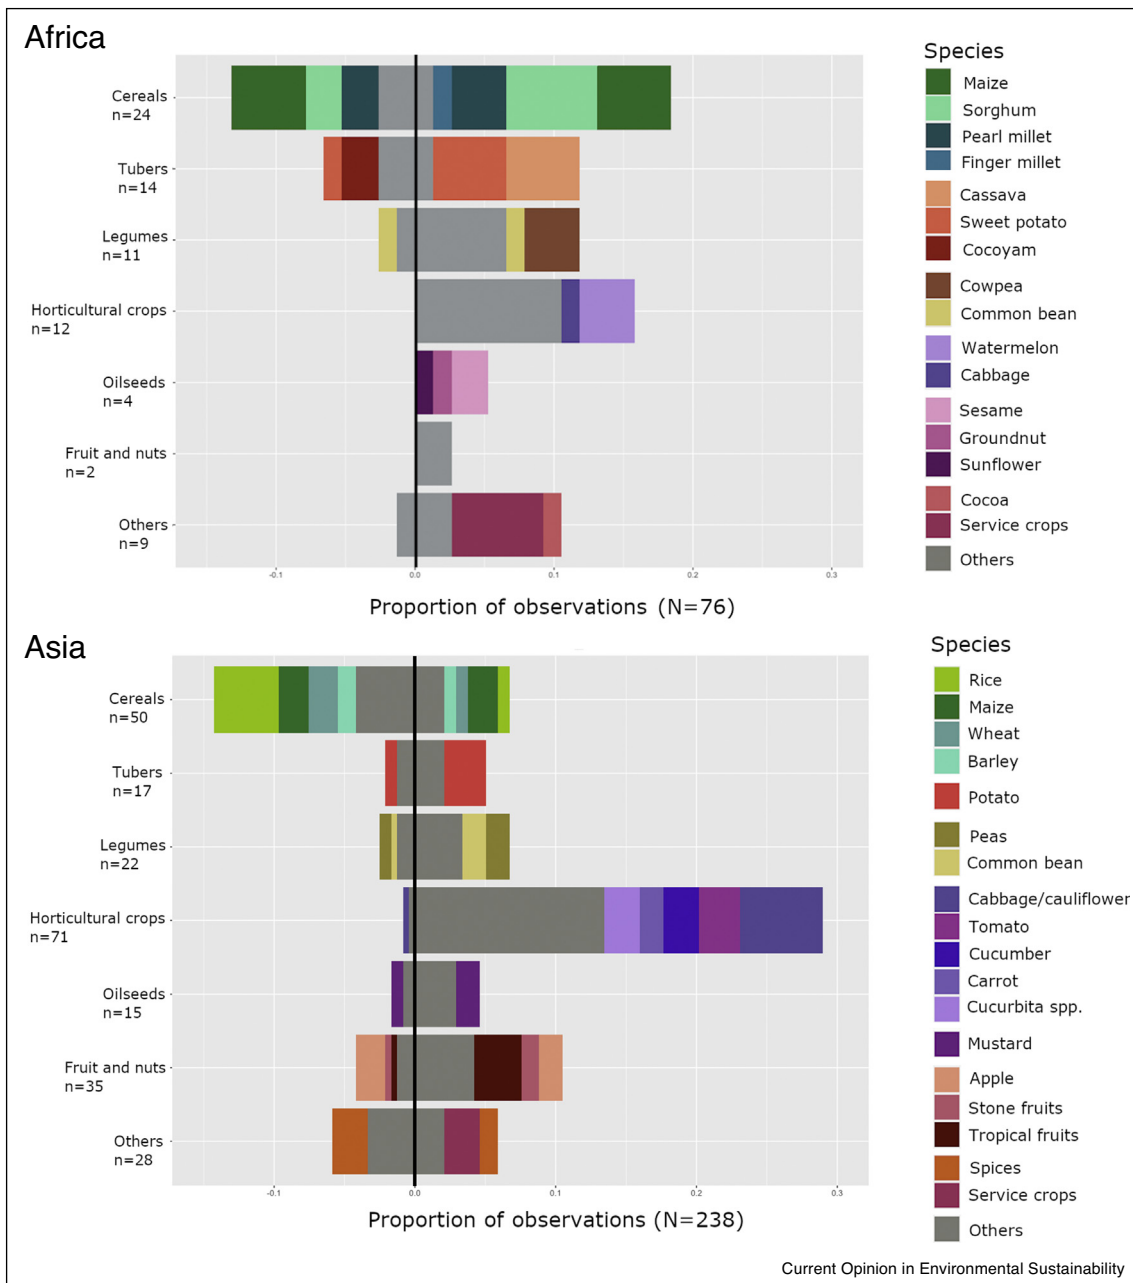 Africa
Species
Cereals
n=24
Tubers
n=14
Legumes
n=11
Horticultural crops
n=12
Oilseeds
n=4
Fruit and nuts
n=2
Others
n=9
Maize
Sorghum
Pearl millet
Finger millet
Cassava
Sweet potato
Cocoyam
Cowpea
Common bean
Watermelon
Cabbage
Sesame
Groundnut
Sunflower
Cocoa
Service crops
Others
-0.1 0.0 0.1 0.2 0.3
Proportion of observations (N=76)
Asia
Species
Cereals
n=50
Tubers
n=17
Legumes
n=22
Horticultural crops
n=71
Oilseeds
n=15
Fruit and nuts
n=35
Others
n=28
Rice
Maize
Wheat
Barley
Potato
Peas
Common bean
Cabbage/cauliflower
Tomato
Cucumber
Carrot
Cucurbita spp.
Mustard
Apple
Stone fruits
Tropical fruits
Spices
Service crops
Others
-0.1 0.0 0.1 0.2 0.3
Proportion of observations (N=238)
Current Opinion in Environmental Sustainability